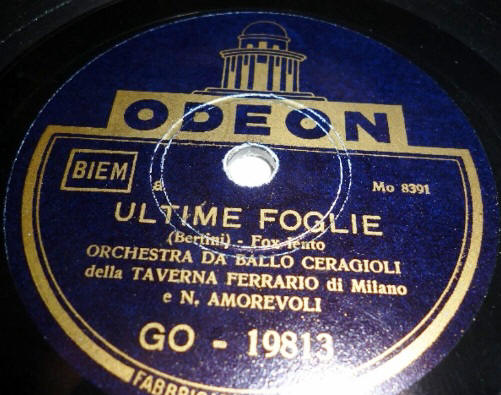 ODEON
BIEM
a
Mo 8391
ULTIME FOGLIE
(Bertini) - Fox lento
ORCHESTRA DA BALLO CERAGIOLI
della TAVERNA FERRARIO di Milano
e N. AMOREVOLI
GO - 19813